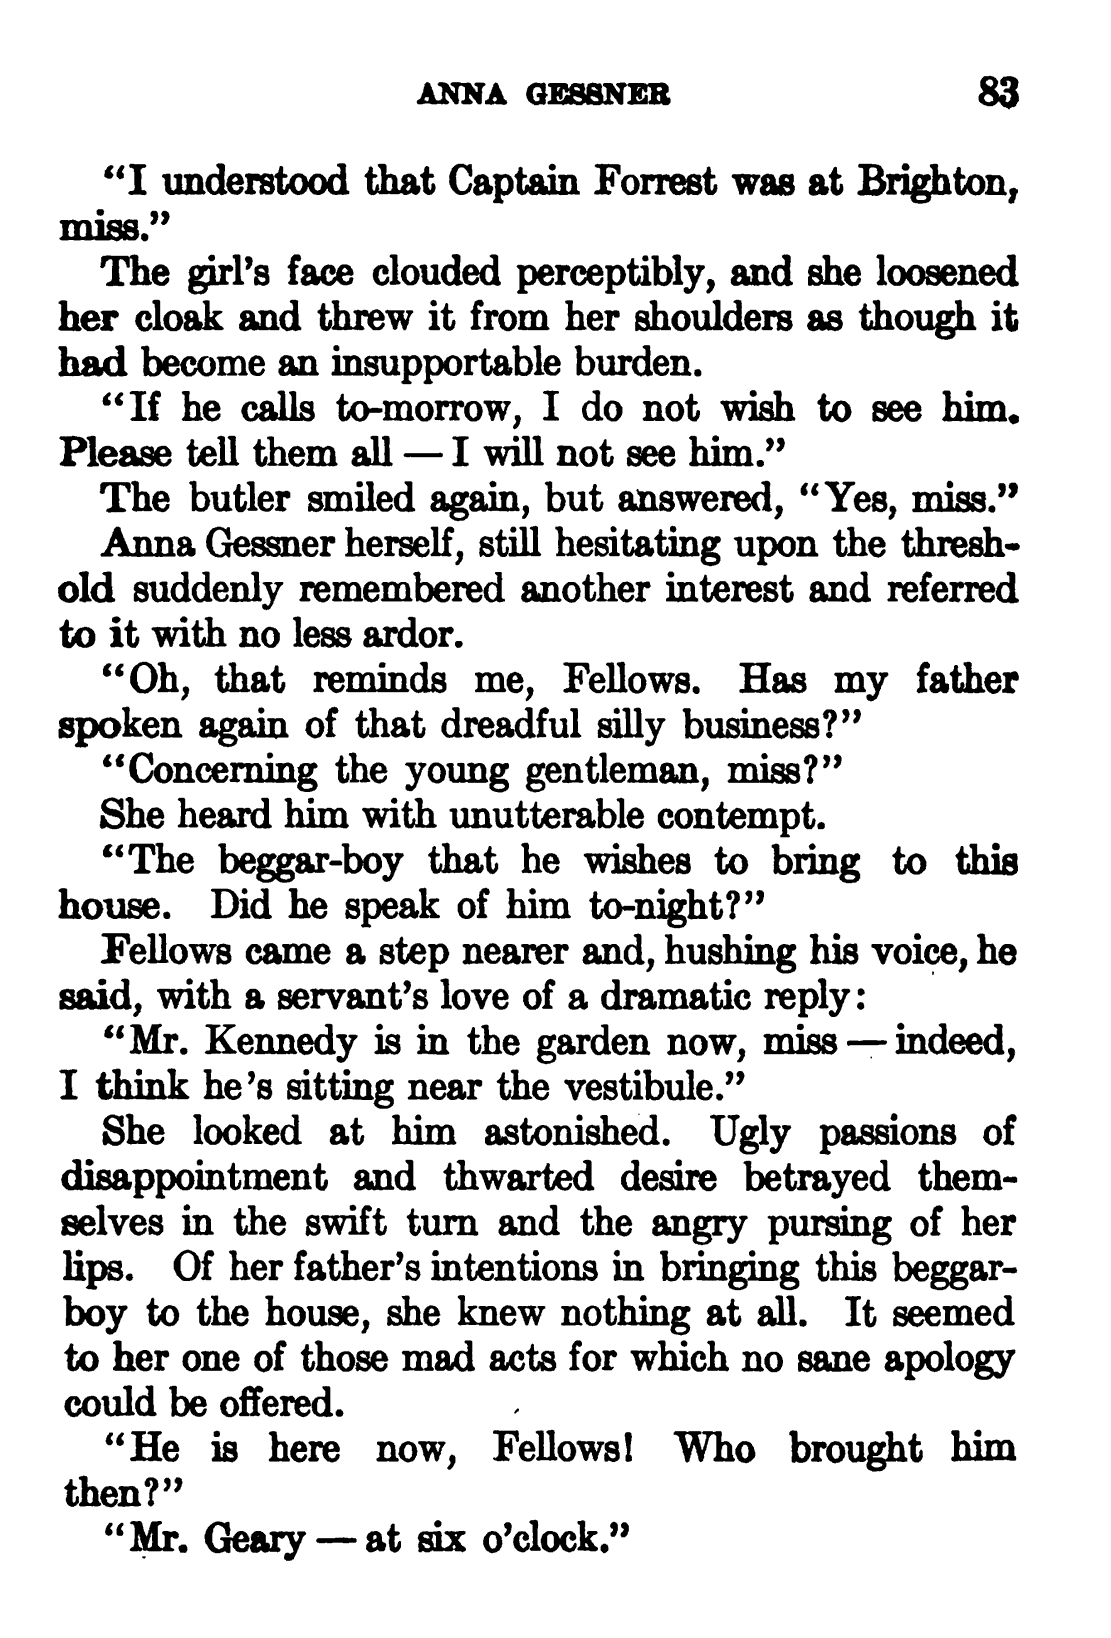 ANNA GESSNER 83
“I understood that Captain Forrest was at Brighton,
miss.”
The girl’s face clouded perceptibly, and she loosened
her cloak and threw it from her shoulders as though it
had become an insupportable burden.
“If he calls to-morrow, I do not wish to see him.
Please tell them all — I will not see him.”
The butler smiled again, but answered, “Yes, miss.”
Anna Gessner herself, still hesitating upon the thresh-
old suddenly remembered another interest and referred
to it with no less ardor.
“Oh, that reminds me, Fellows. Has my father
spoken again of that dreadful silly business?”
“Concerning the young gentleman, miss?”
She heard him with unutterable contempt.
“The beggar-boy that he wishes to bring to this
house. Did he speak of him to-night?”
Fellows came a step nearer and, hushing his voice, he
said, with a servant’s love of a dramatic reply:
“Mr. Kennedy is in the garden now, miss — indeed,
I think he’s sitting near the vestibule.”
She looked at him astonished. Ugly passions of
disappointment and thwarted desire betrayed them-
selves in the swift turn and the angry pursing of her
lips. Of her father’s intentions in bringing this beggar-
boy to the house, she knew nothing at all. It seemed
to her one of those mad acts for which no sane apology
could be offered.
“He is here now, Fellows! Who brought him
then?”
“Mr. Geary — at six o’clock.”